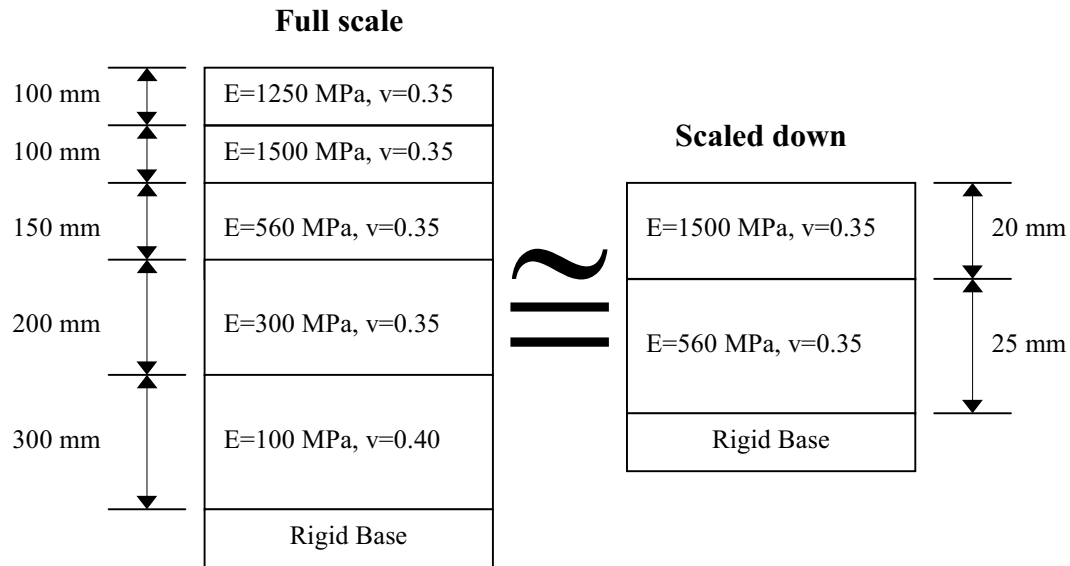 Full scale
100 mm
E=1250 MPa, v=0.35
100 mm
E=1500 MPa, v=0.35
150 mm
E=560 MPa, v=0.35
200 mm
E=300 MPa, v=0.35
300 mm
E=100 MPa, v=0.40
Rigid Base
≅
Scaled down
E=1500 MPa, v=0.35
20 mm
E=560 MPa, v=0.35
25 mm
Rigid Base